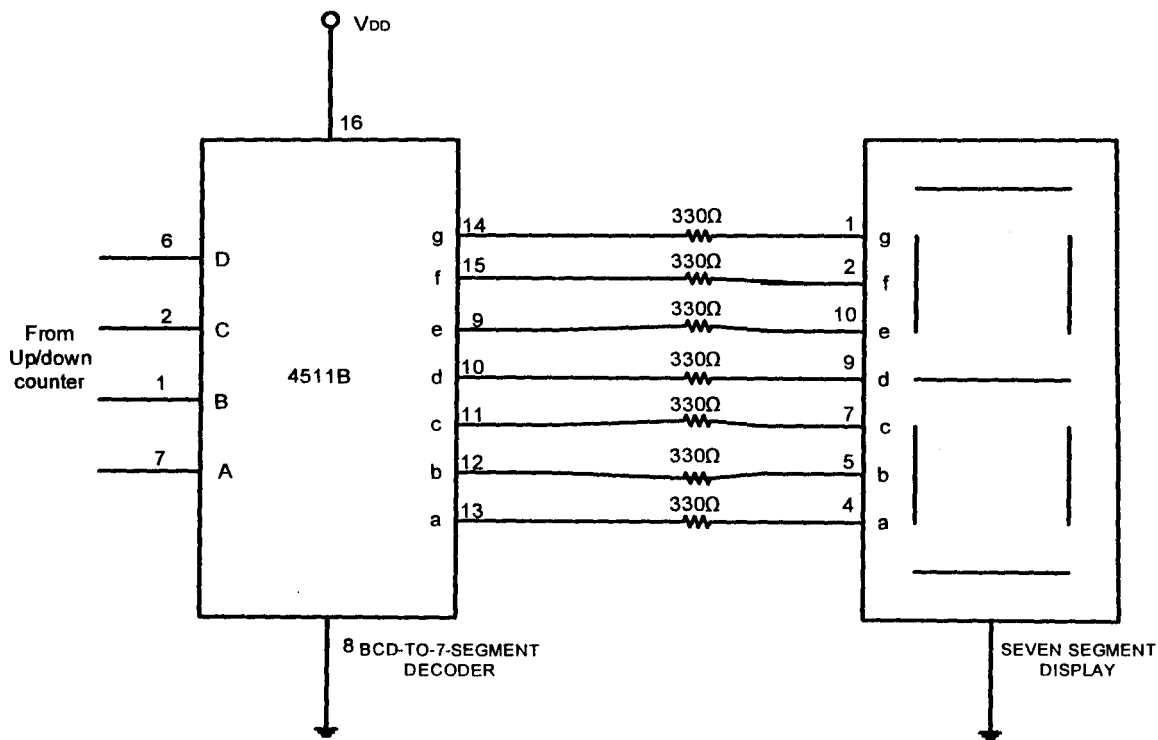 VDD
16
6
D
2
C
From
Up/down
counter
1
B
7
A
4511B
g
14
330Ω
1
g
f
15
330Ω
2
f
e
9
330Ω
10
e
d
10
330Ω
9
d
c
11
330Ω
7
c
b
12
330Ω
5
b
a
13
330Ω
4
a
8 BCD-TO-7-SEGMENT
DECODER
SEVEN SEGMENT
DISPLAY